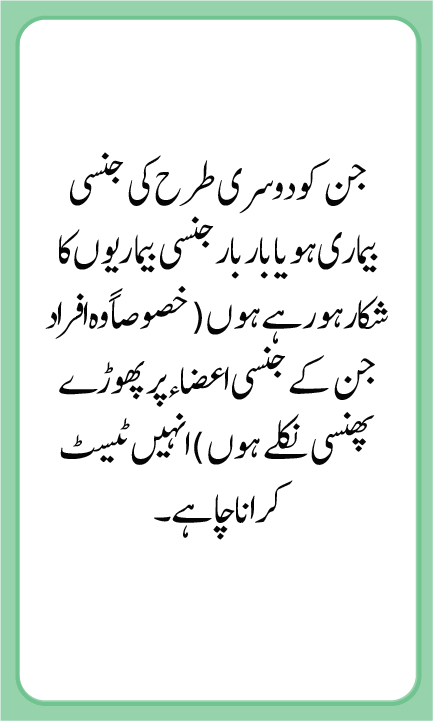 جن کو دوسری طرح کی جنسی
بیماری ہو یا بار بار جنسی بیماریوں کا
شکار ہو رہے ہوں (خصوصاً وہ افراد
جن کے جنسی اعضاء پر پھوڑے
پھنسی نکلے ہوں) انہیں ٹیسٹ
کرانا چاہے۔